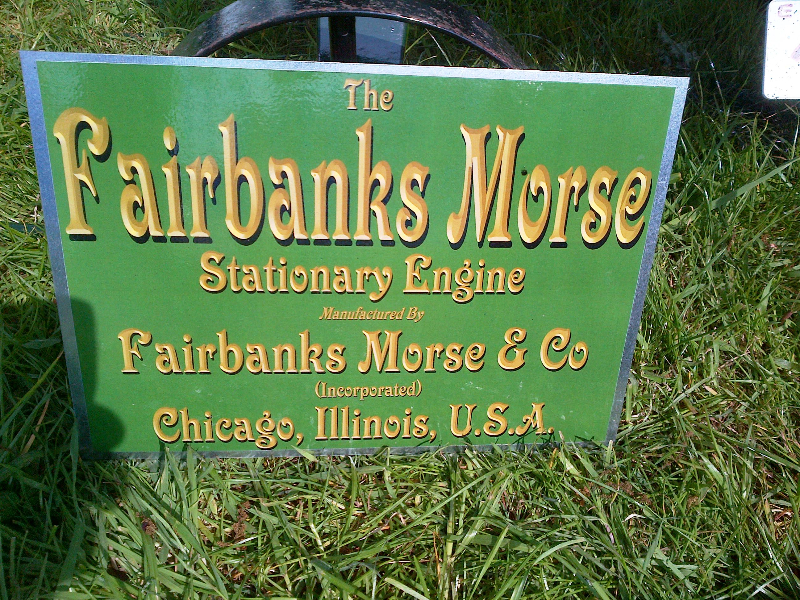 The
Fairbanks Morse
Stationary Engine
Manufactured By
Fairbanks Morse & Co
(Incorporated)
Chicago, Illinois, U.S.A.